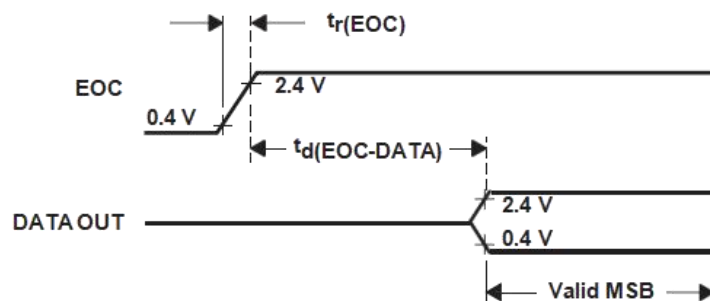 tr(EOC)
EOC
2.4 V
0.4 V
td(EOC-DATA)
DATA OUT
2.4 V
0.4 V
Valid MSB